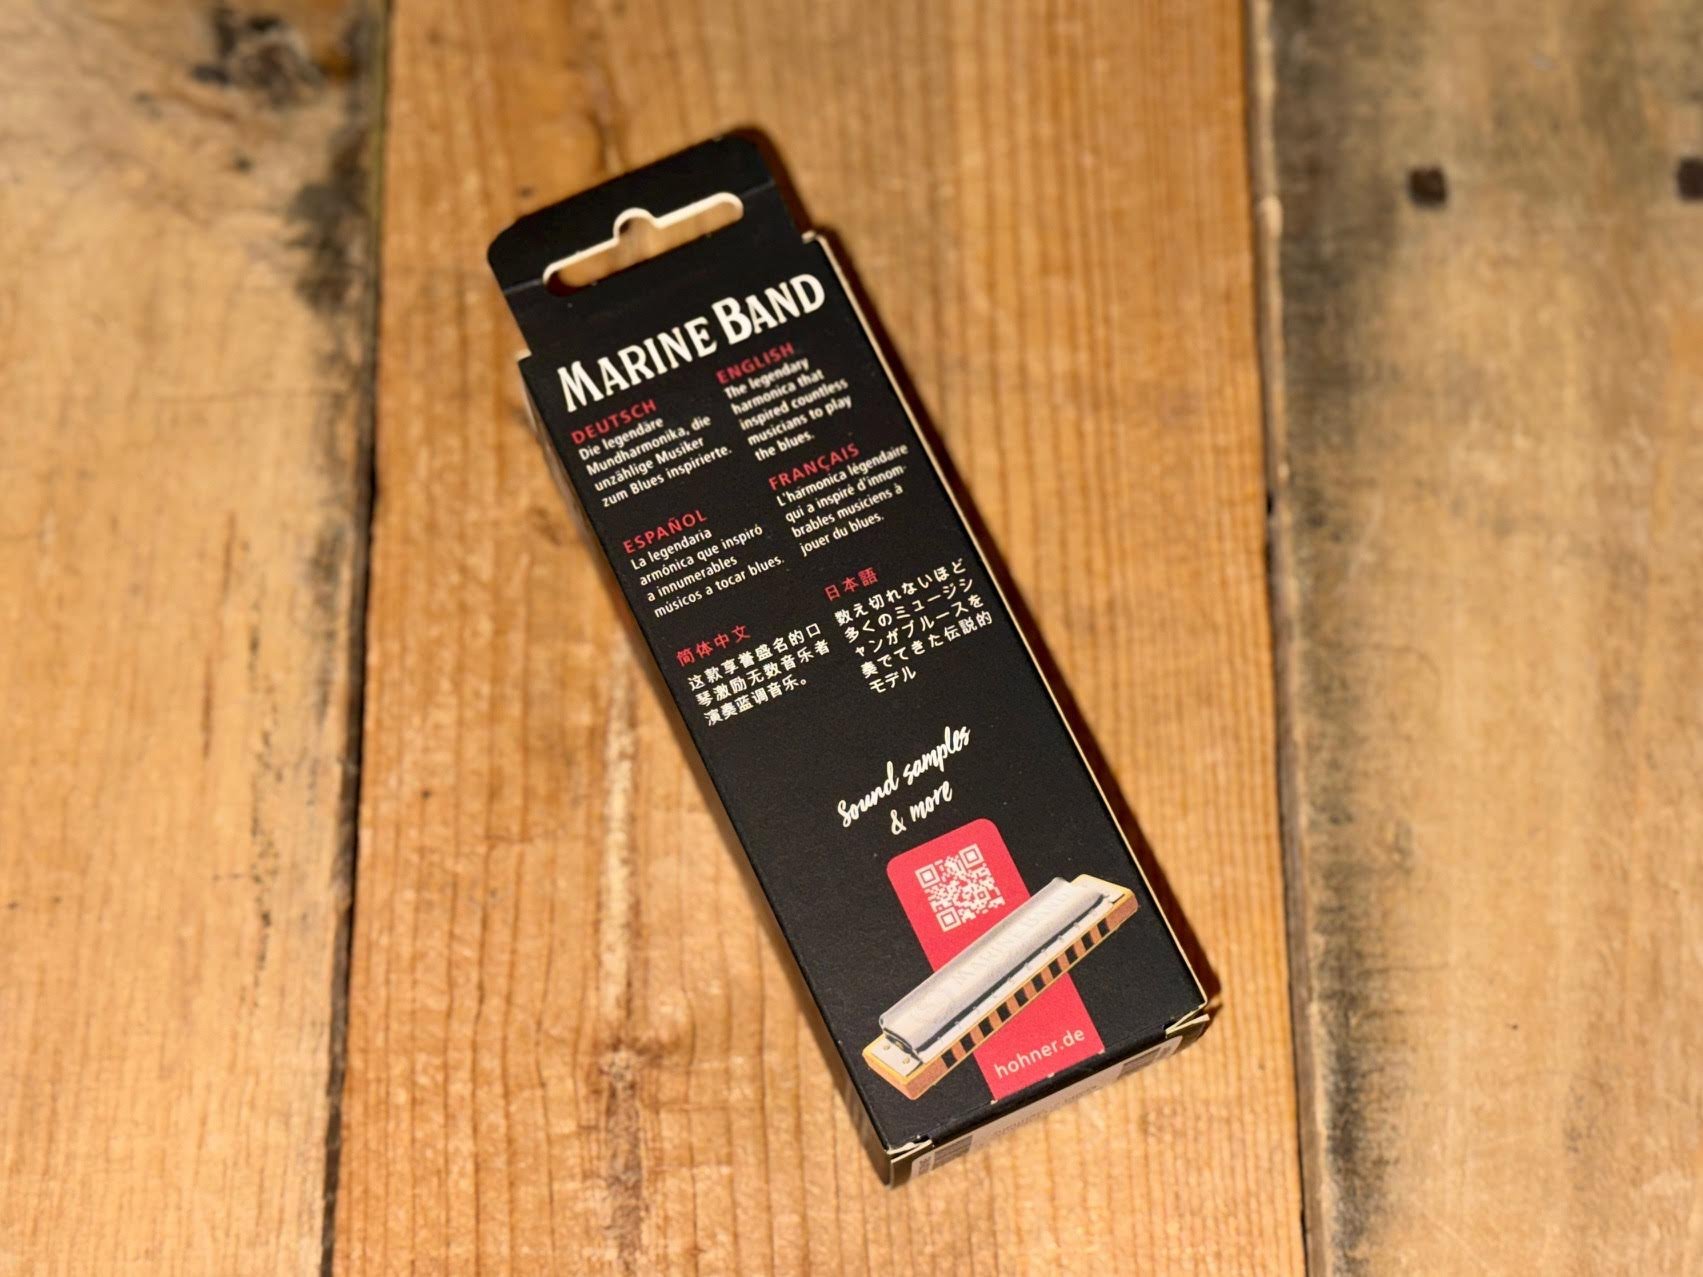 MARINE BAND
DEUTSCH
Die legendäre
Mundharmonika, die
unzählige Musiker
zum Blues inspirierte.
ENGLISH
The legendary
harmonica that
inspired countless
musicians to play
the blues.
ESPAÑOL
La legendaria
armónica que inspiró
a innumerables
músicos a tocar blues.
FRANÇAIS
L'harmonica légendaire
qui a inspiré d'innom-
brables musiciens à
jouer du blues.
简体中文
这款享誉盛名的口
琴激励无数音乐者
演奏蓝调音乐。
日本語
数え切れないほど
多くのミュージシ
ャンがブルースを
奏でてきた伝説的
モデル
Sound samples
& more
hohner.de